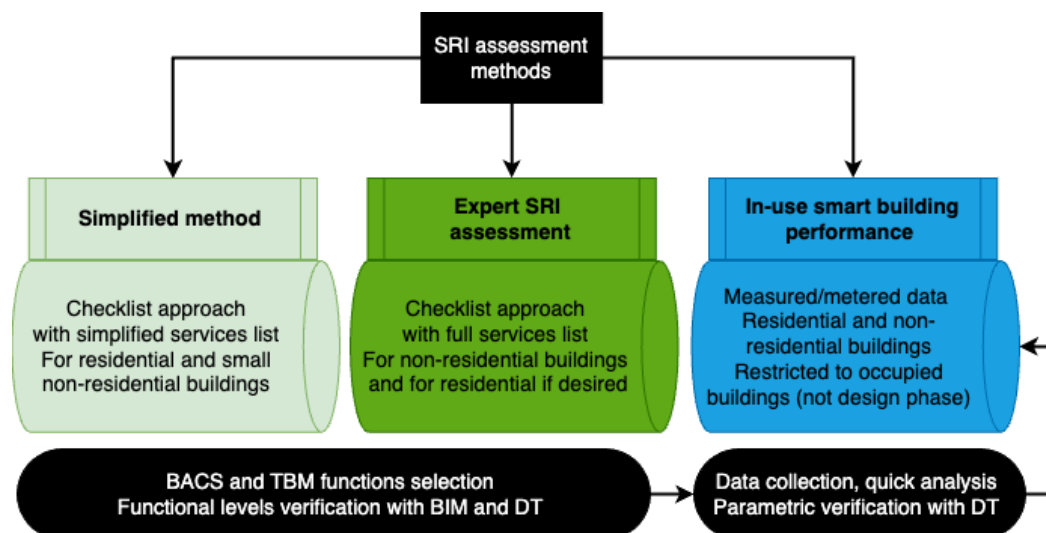 SRI assessment
methods
Simplified method
Expert SRI
assessment
In-use smart building
performance
Checklist approach
with simplified services list
For residential and small
non-residential buildings
Checklist approach
with full services list
For non-residential buildings
and for residential if desired
Measured/metered data
Residential and non-
residential buildings
Restricted to occupied
buildings (not design phase)
BACS and TBM functions selection
Functional levels verification with BIM and DT
Data collection, quick analysis
Parametric verification with DT